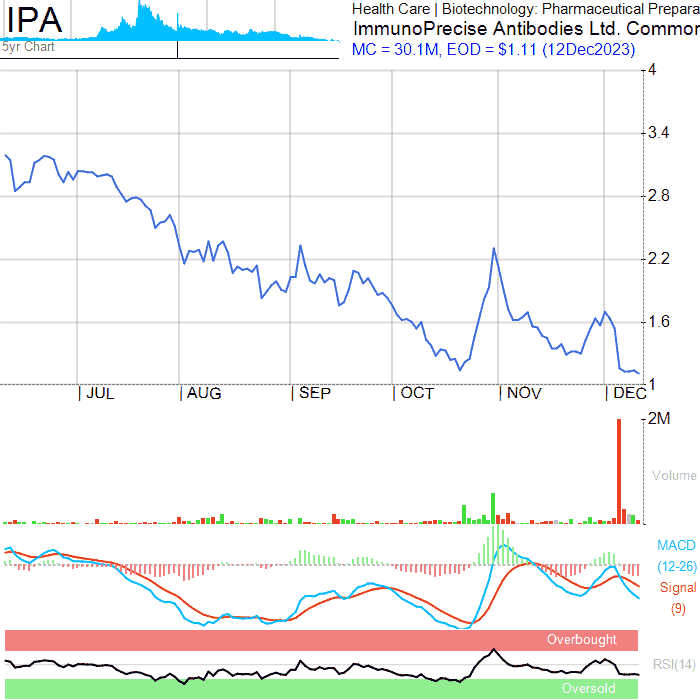 IPA
5yr Chart
Health Care | Biotechnology: Pharmaceutical Prepara
ImmunoPrecise Antibodies Ltd. Common
MC = 30.1M, EOD = $1.11 (12Dec2023)
4
3.4
2.8
2.2
1.6
1
| JUL | AUG | SEP | OCT | NOV | DEC
2M
Volume
MACD
(12-26)
Signal
(9)
Overbought
RSI(14)
Oversold